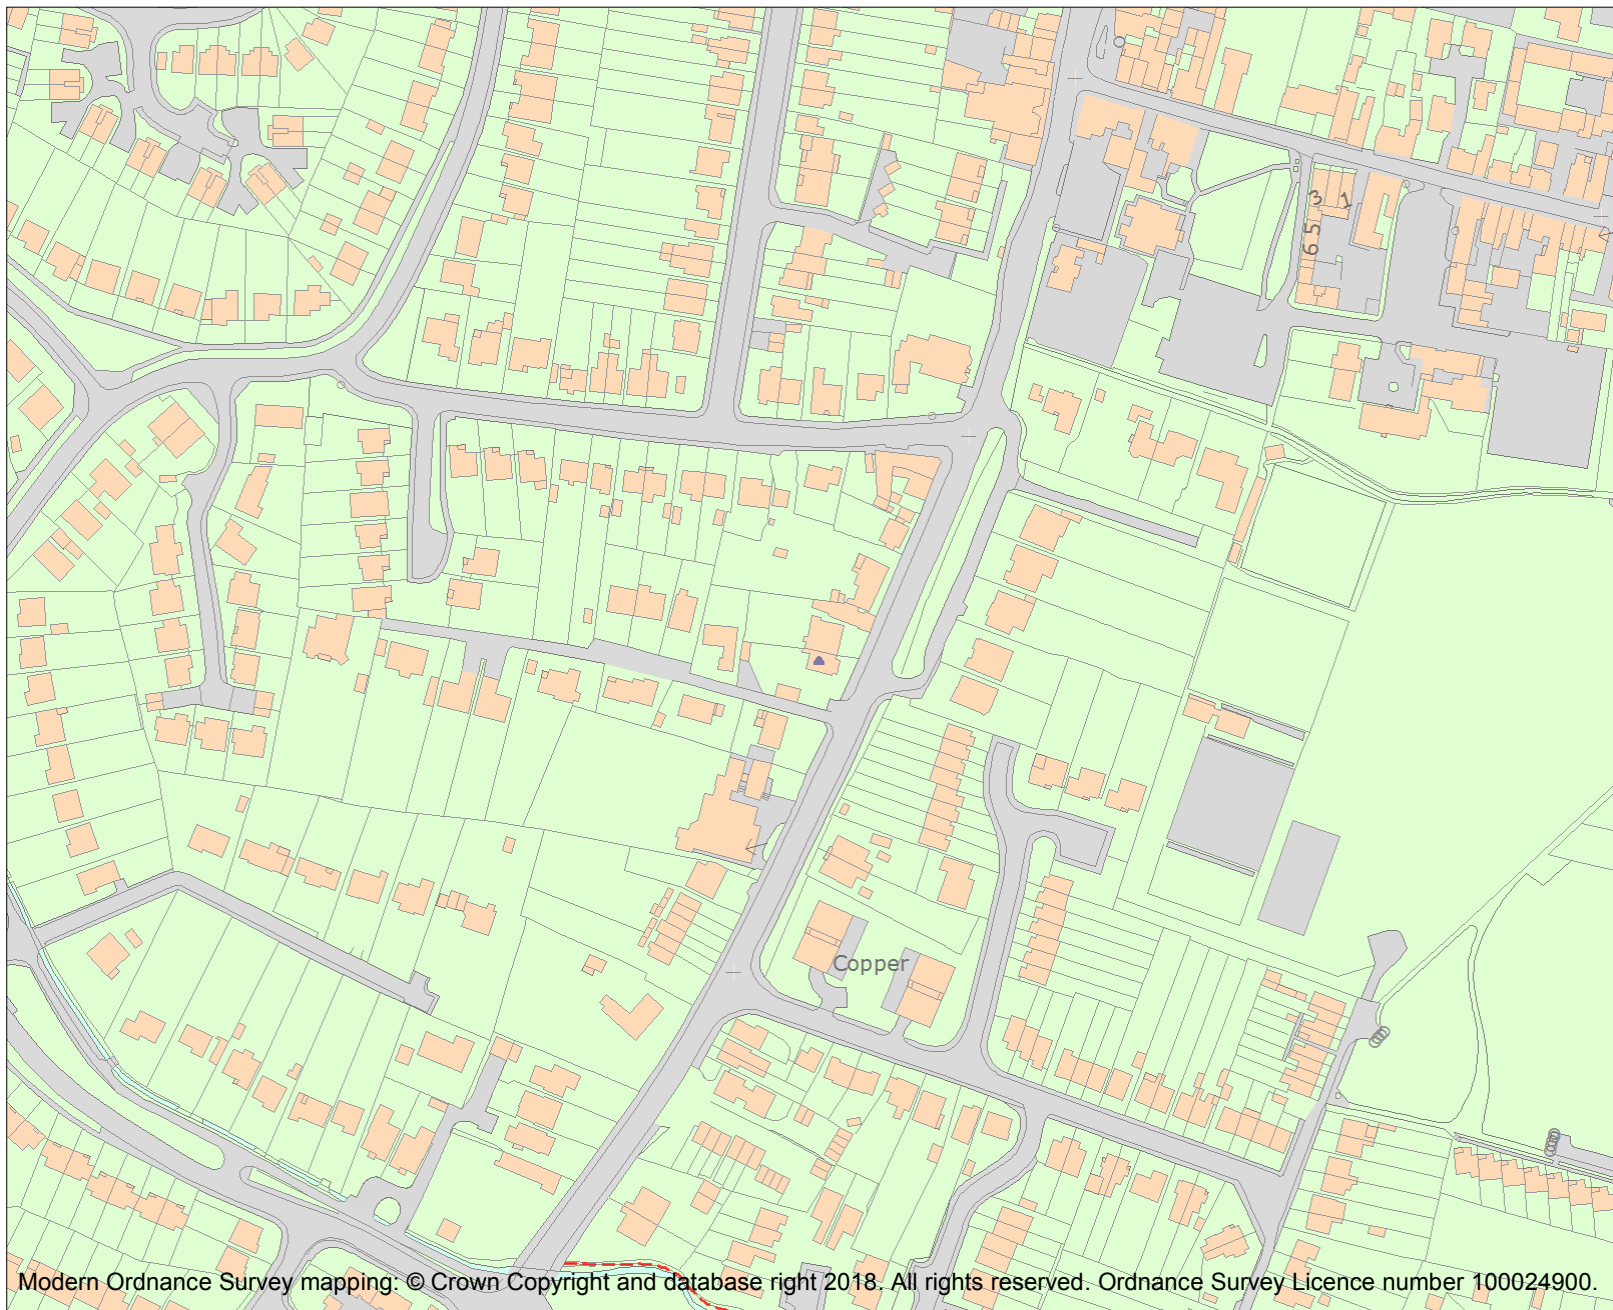 3 1
6 5
Copper
Modern Ordnance Survey mapping: © Crown Copyright and database right 2018. All rights reserved. Ordnance Survey Licence number 100024900.